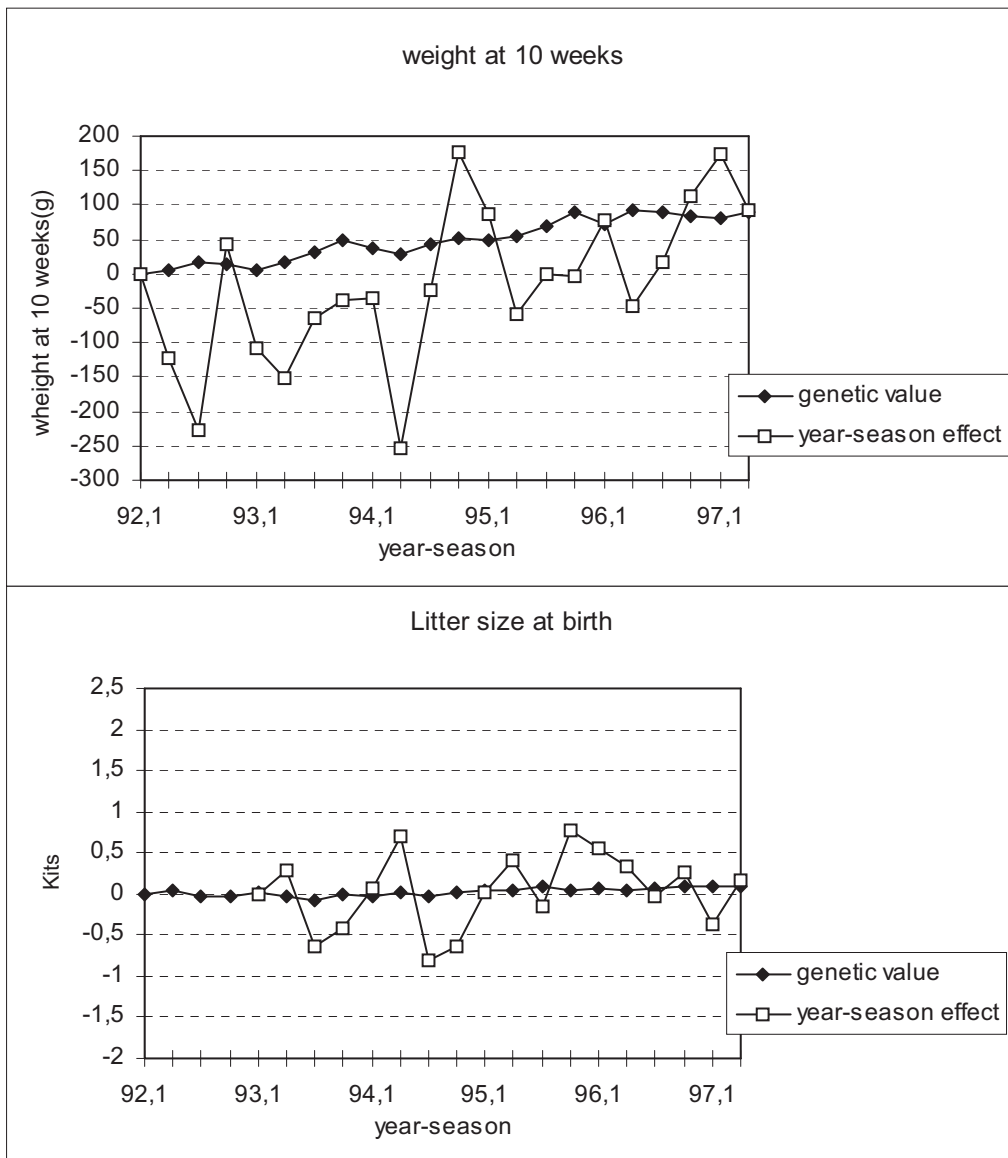 weight at 10 weeks
wheight at 10 weeks(g)
200
150
100
50
0
-50
-100
-150
-200
-250
-300
92,1 93,1 94,1 95,1 96,1 97,1
year-season
genetic value
year-season effect
Litter size at birth
Kits
2,5
2
1,5
1
0,5
0
-0,5
-1
-1,5
-2
92,1 93,1 94,1 95,1 96,1 97,1
year-season
genetic value
year-season effect